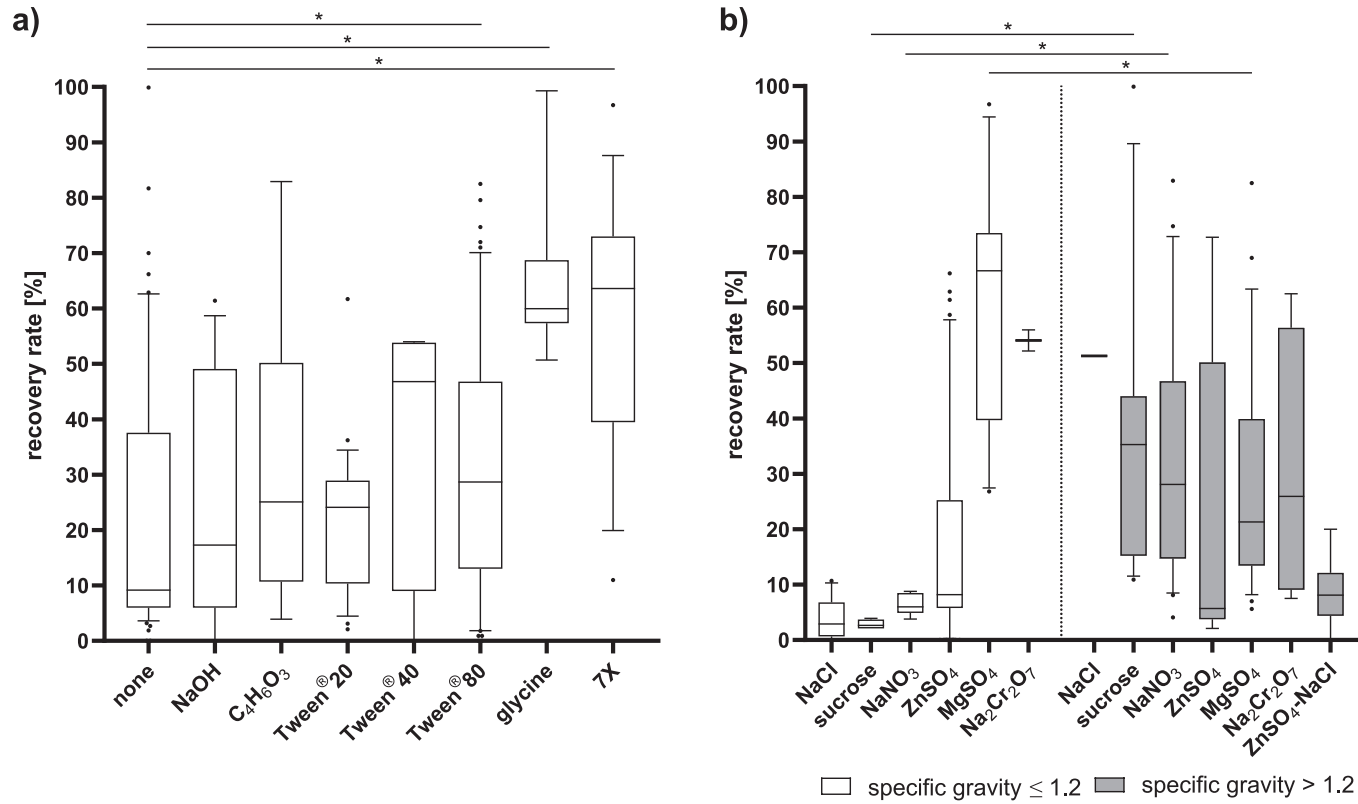 a)
*
*
*
recovery rate [%]
100
90
80
70
60
50
40
30
20
10
0
none
NaOH
C₄H₆O₃
Tween®20
Tween®40
Tween®80
glycine
7X
b)
*
*
*
recovery rate [%]
100
90
80
70
60
50
40
30
20
10
0
NaCl
sucrose
NaNO₃
ZnSO₄
MgSO₄
Na₂Cr₂O₇
NaCl
sucrose
NaNO₃
ZnSO₄
MgSO₄
Na₂Cr₂O₇
ZnSO₄-NaCl
specific gravity ≤ 1.2
specific gravity > 1.2